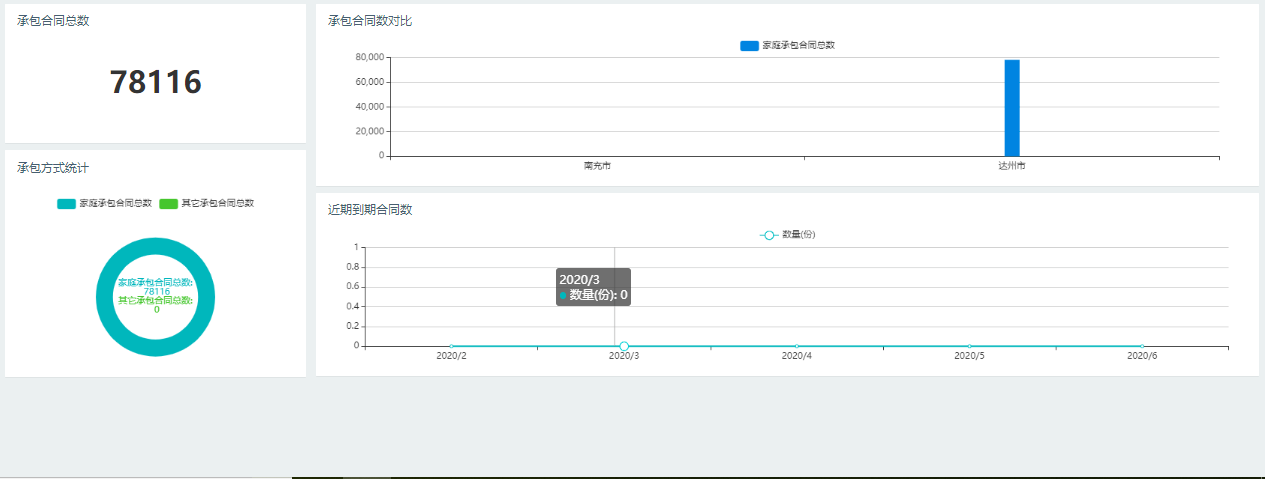 承包合同总数
78116
承包方式统计
家庭承包合同总数 其它承包合同总数
家庭承包合同总数:
78116
其它承包合同总数:
0
承包合同数对比
家庭承包合同总数
80,000
60,000
40,000
20,000
0
南充市 达州市
近期到期合同数
数量(份)
1
0.8
0.6
0.4
0.2
0
2020/3
数量(份): 0
2020/2 2020/3 2020/4 2020/5 2020/6